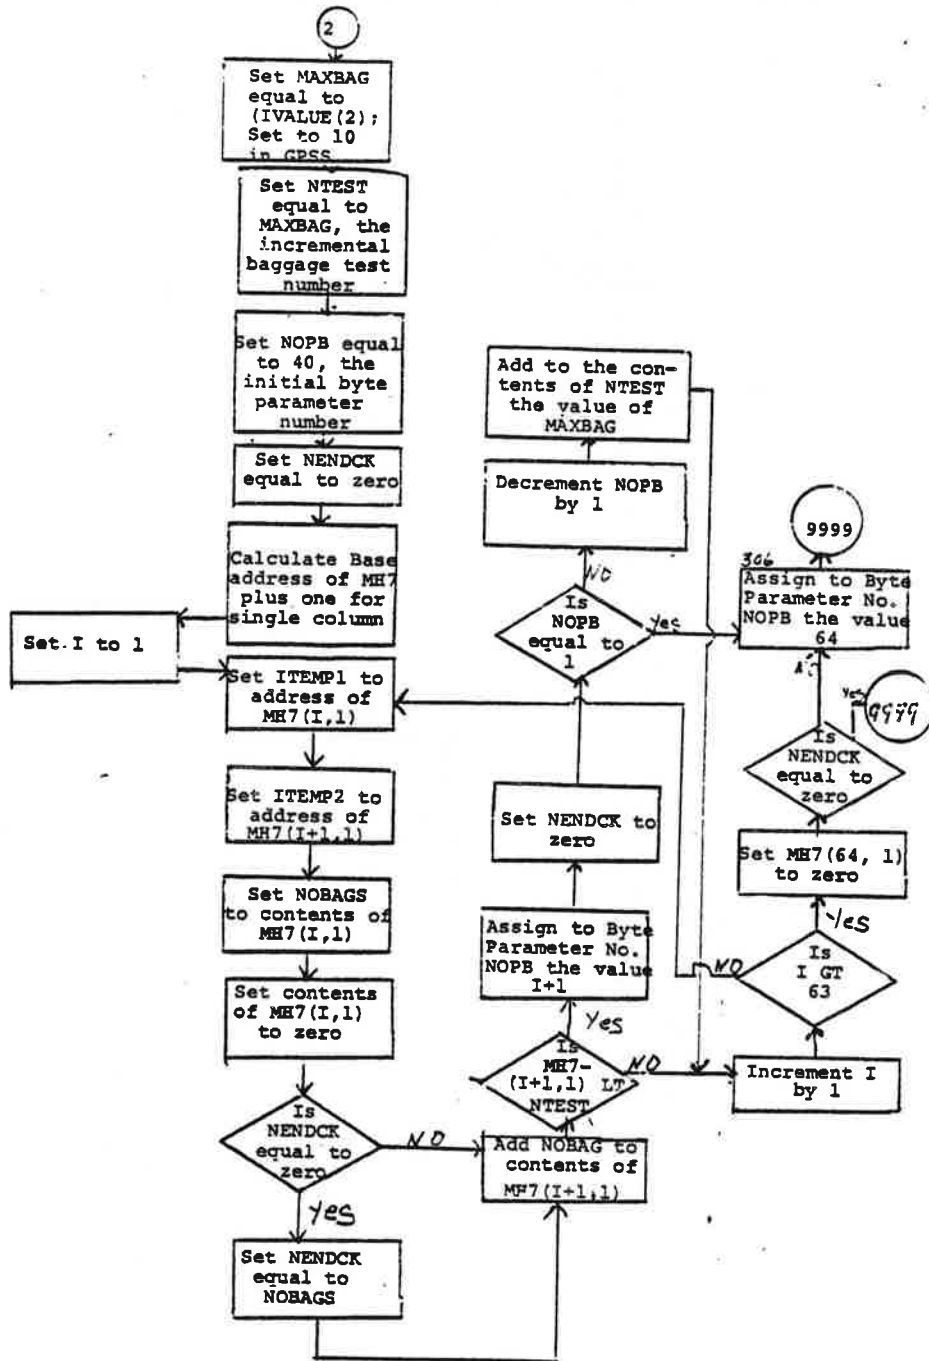 2
Set MAXBAG
equal to
(IVALUE(2);
Set to 10
in GPSS
Set NTEST
equal to
MAXBAG, the
incremental
baggage test
number
Set NOPB equal
to 40, the
initial byte
parameter
number
Set NENDCK
equal to zero
Calculate Base
address of MH7
plus one for
single column
Set I to 1
Set ITEMP1 to
address of
MH7(I,1)
Set ITEMP2 to
address of
MH7(I+1,1)
Set NOBAGS
to contents of
MH7(I,1)
Set contents
of MH7(I,1)
to zero
Is
NENDCK
equal to
zero
NO
Yes
Set NENDCK
equal to
NOBAGS
Add NOBAG to
contents of
MH7(I+1,1)
Is
MH7-
(I+1,1) LT
NTEST
NO
Yes
Assign to Byte
Parameter No.
NOPB the value
I+1
Set NENDCK to
zero
Is
NOPB
equal to
1
Yes
NO
Decrement NOPB
by 1
Add to the con-
tents of NTEST
the value of
MAXBAG
Increment I
by 1
Is
I GT
63
NO
Yes
Set MH7(64, 1)
to zero
Is
NENDCK
equal to
zero
Yes
9999
NO
306
Assign to Byte
Parameter No.
NOPB the value
64
9999